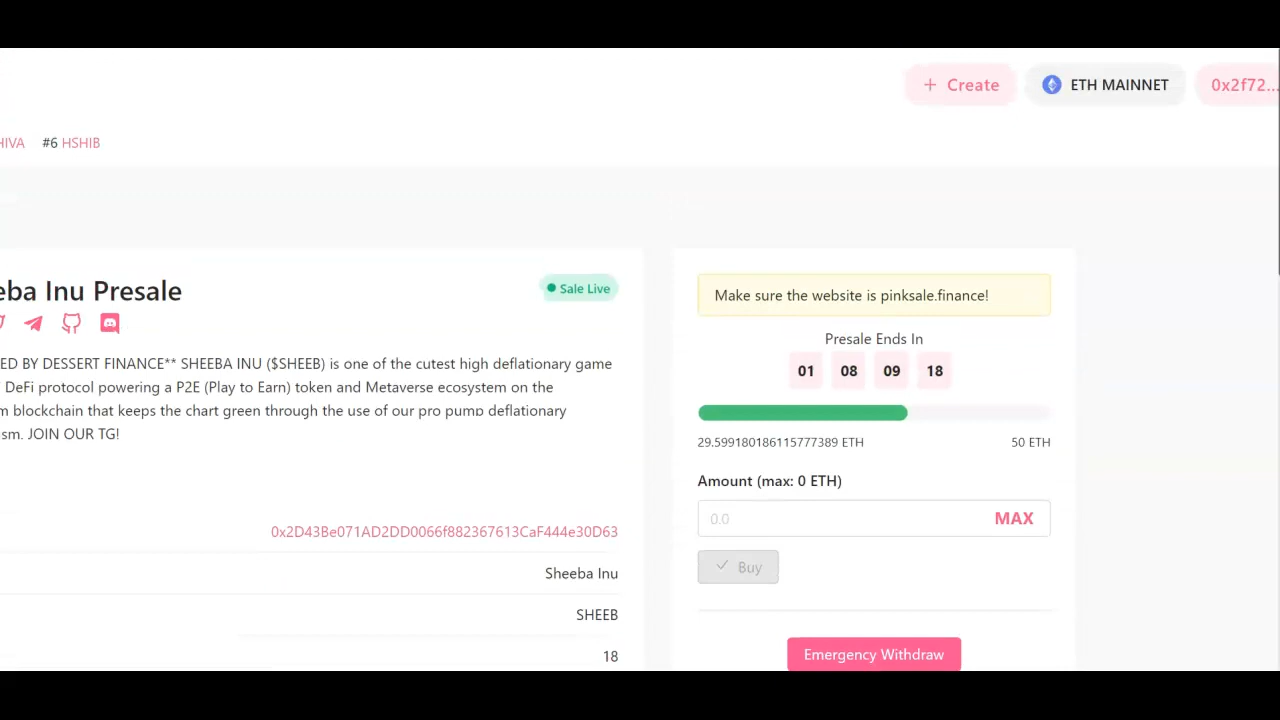 + Create
ETH MAINNET
0x2f72...
HIVA #6 HSHIB
eba Inu Presale
Sale Live
ED BY DESSERT FINANCE** SHEEBA INU ($SHEEB) is one of the cutest high deflationary game
DeFi protocol powering a P2E (Play to Earn) token and Metaverse ecosystem on the
m blockchain that keeps the chart green through the use of our pro pump deflationary
sm. JOIN OUR TG!
0x2D43Be071AD2DD0066f882367613CaF444e30D63
Sheeba Inu
SHEEB
18
Make sure the website is pinksale.finance!
Presale Ends In
01 08 09 18
29.599180186115777389 ETH 50 ETH
Amount (max: 0 ETH)
0.0 MAX
Buy
Emergency Withdraw